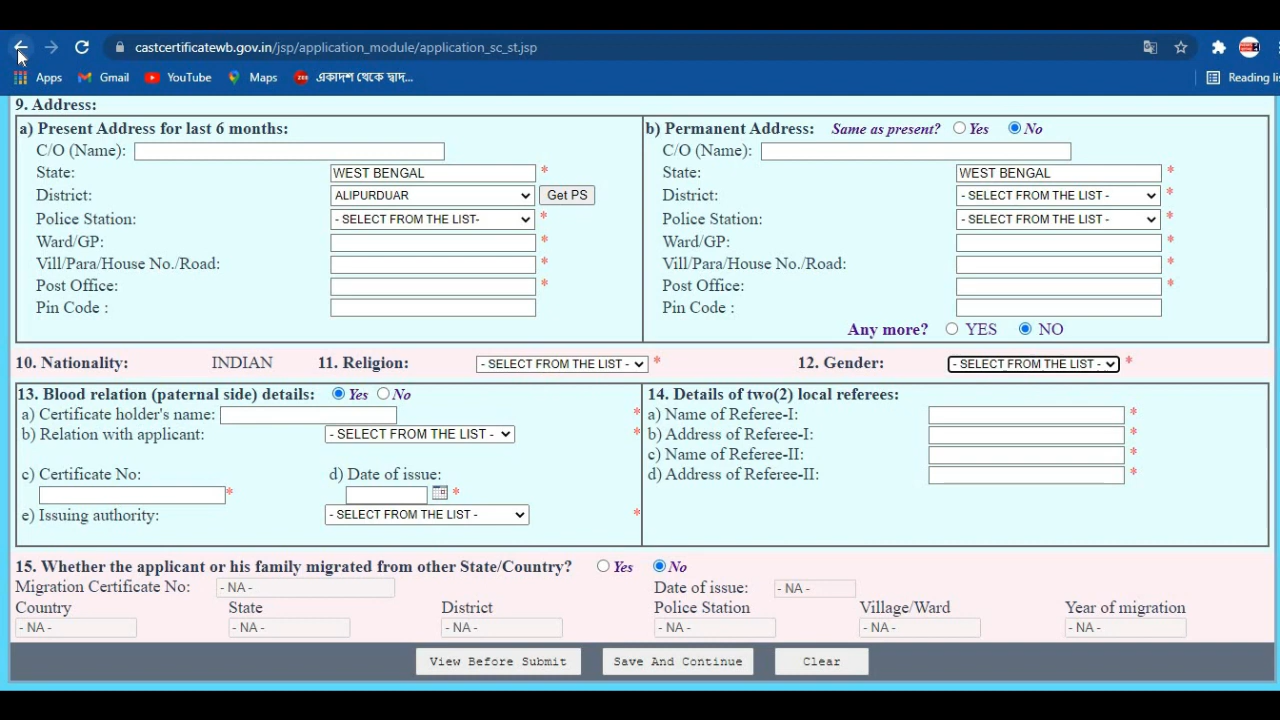 castcertificatewb.gov.in/jsp/application_module/application_sc_st.jsp
Apps Gmail YouTube Maps একাদশ থেকে দ্বাদ... Reading lis
9. Address:
a) Present Address for last 6 months: b) Permanent Address: Same as present? Yes No
C/O (Name): C/O (Name):
State: WEST BENGAL * State: WEST BENGAL *
District: ALIPURDUAR Get PS District: - SELECT FROM THE LIST - *
Police Station: - SELECT FROM THE LIST- * Police Station: - SELECT FROM THE LIST - *
Ward/GP: * Ward/GP: *
Vill/Para/House No./Road: * Vill/Para/House No./Road: *
Post Office: * Post Office: *
Pin Code : Pin Code :
Any more? YES NO
10. Nationality: INDIAN 11. Religion: - SELECT FROM THE LIST - * 12. Gender: - SELECT FROM THE LIST - *
13. Blood relation (paternal side) details: Yes No 14. Details of two(2) local referees:
a) Certificate holder's name: * a) Name of Referee-I: *
b) Relation with applicant: - SELECT FROM THE LIST - * b) Address of Referee-I: *
c) Name of Referee-II: *
c) Certificate No: d) Date of issue: d) Address of Referee-II: *
* *
e) Issuing authority: - SELECT FROM THE LIST - *
15. Whether the applicant or his family migrated from other State/Country? Yes No
Migration Certificate No: - NA - Date of issue: - NA -
Country State District Police Station Village/Ward Year of migration
- NA - - NA - - NA - - NA - - NA - - NA -
View Before Submit Save And Continue Clear